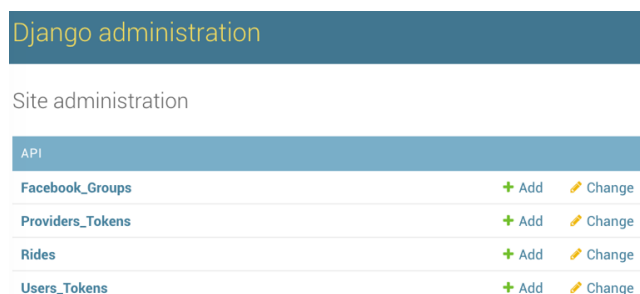 Django administration
Site administration
API
Facebook_Groups + Add Change
Providers_Tokens + Add Change
Rides + Add Change
Users_Tokens + Add Change